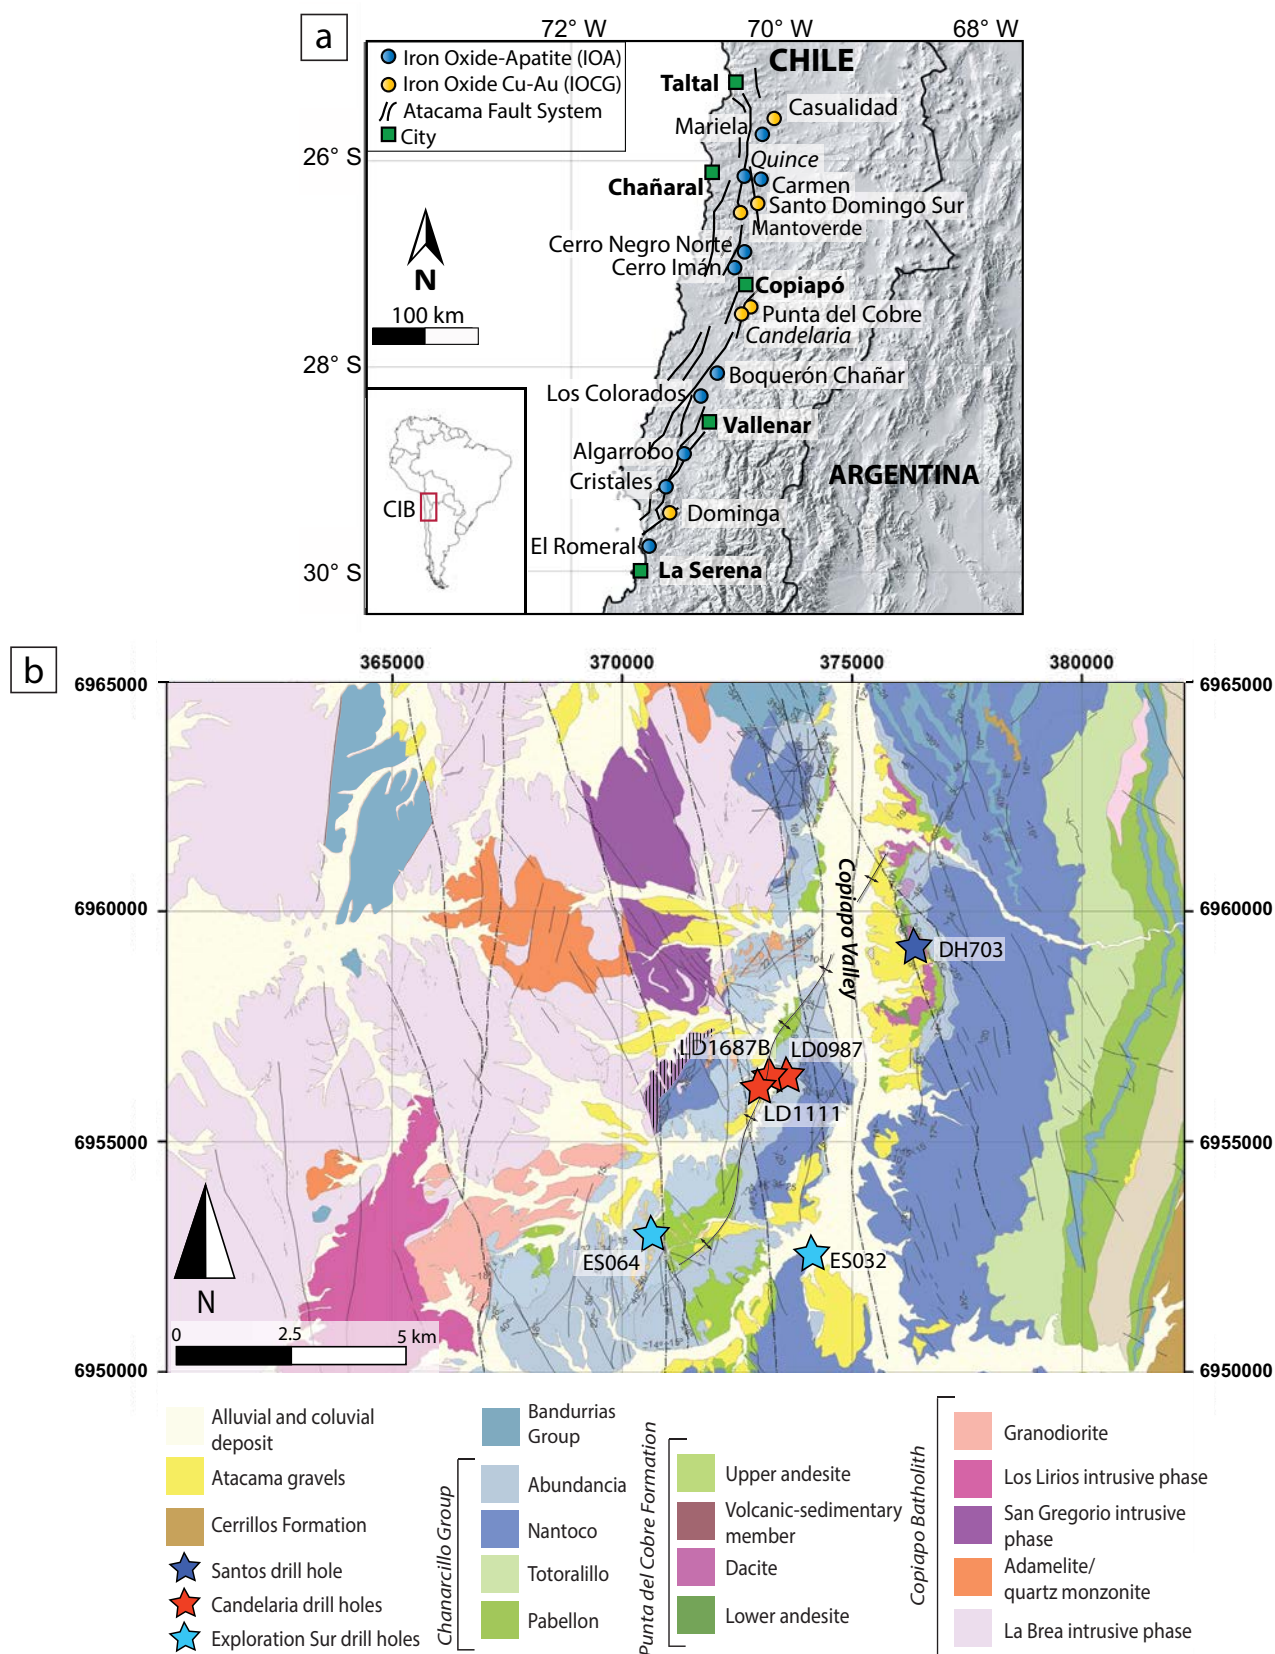 a
72° W
70° W
68° W
Iron Oxide-Apatite (IOA)
Iron Oxide Cu-Au (IOCG)
Atacama Fault System
City
CHILE
Taltal
Casualidad
Mariela
26° S
Quince
Chañaral
Carmen
Santo Domingo Sur
Mantoverde
Cerro Negro Norte
Cerro Imán
N
Copiapó
100 km
Punta del Cobre
Candelaria
28° S
Boquerón Chañar
Los Colorados
Vallenar
Algarrobo
ARGENTINA
Cristales
CIB
Dominga
El Romeral
30° S
La Serena
b
365000
370000
375000
380000
6965000
6965000
Copiapo Valley
6960000
6960000
DH703
LD1687B
LD0987
LD1111
6955000
6955000
ES064
ES032
N
0
2.5
5 km
6950000
6950000
Alluvial and coluvial
deposit
Atacama gravels
Cerrillos Formation
Santos drill hole
Candelaria drill holes
Exploration Sur drill holes
Bandurrias
Group
Chanarcillo Group
Abundancia
Nantoco
Totoralillo
Pabellon
Punta del Cobre Formation
Upper andesite
Volcanic-sedimentary
member
Dacite
Lower andesite
Copiapo Batholith
Granodiorite
Los Lirios intrusive phase
San Gregorio intrusive
phase
Adamelite/
quartz monzonite
La Brea intrusive phase